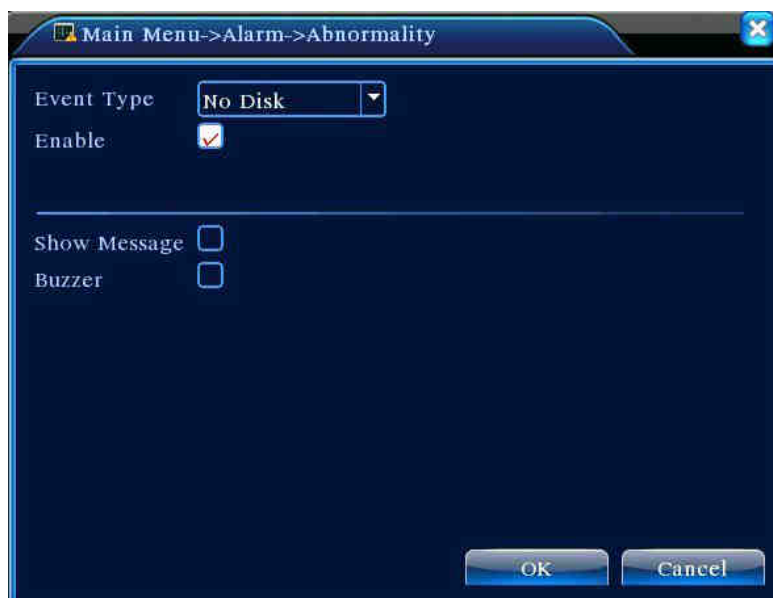 Main Menu->Alarm->Abnormality
Event Type No Disk
Enable
Show Message
Buzzer
OK Cancel